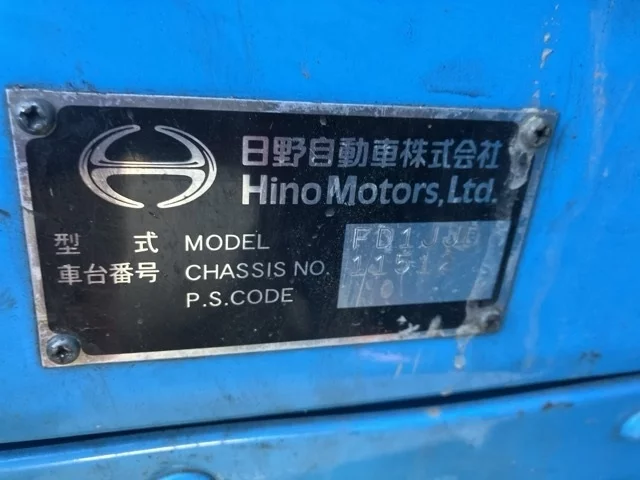 日野自動車株式会社
Hino Motors, Ltd.
型 式 MODEL
車台番号 CHASSIS NO.
P.S.CODE